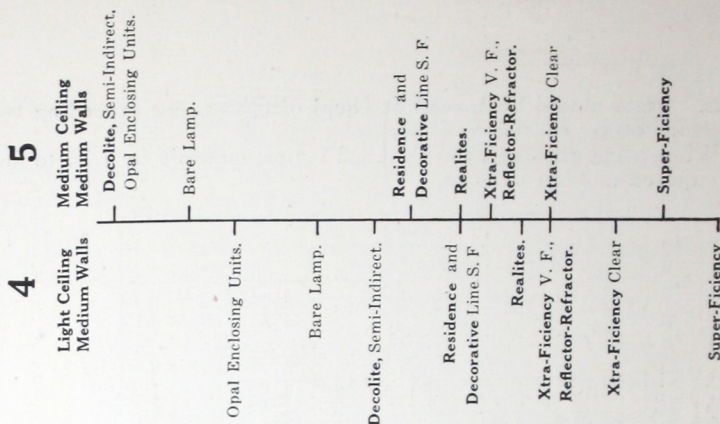 4
Light Ceiling
Medium Walls
Opal Enclosing Units.
Bare Lamp.
Decolite, Semi-Indirect.
Residence and
Decorative Line S. F
Realites.
Xtra-Ficiency V. F.,
Reflector-Refractor.
Xtra-Ficiency Clear
Super-Ficiency
5
Medium Ceiling
Medium Walls
Decolite, Semi-Indirect,
Opal Enclosing Units.
Bare Lamp.
Residence and
Decorative Line S. F
Realites.
Xtra-Ficiency V. F.,
Reflector-Refractor.
Xtra-Ficiency Clear
Super-Ficiency